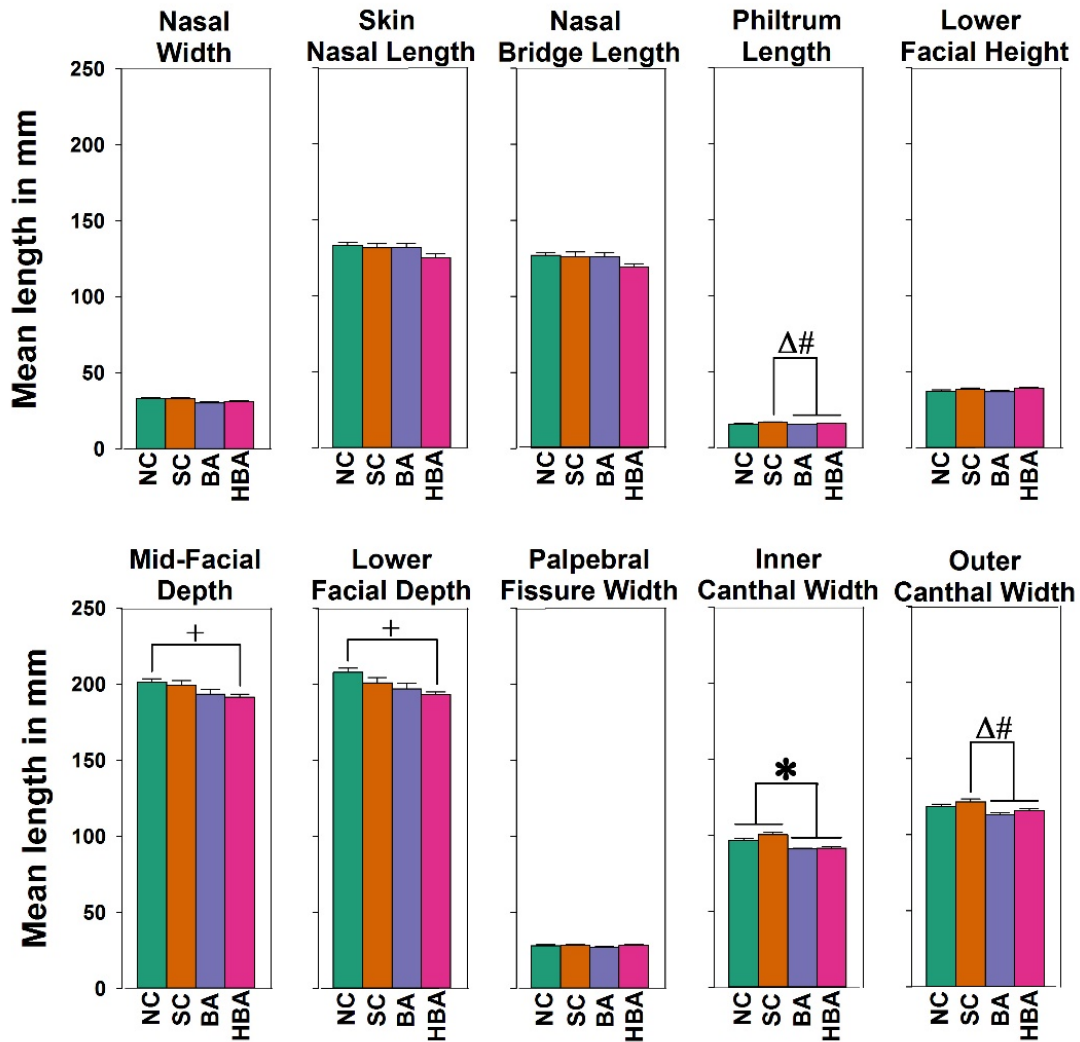 Nasal
Width
Skin
Nasal Length
Nasal
Bridge Length
Philtrum
Length
Lower
Facial Height
Mean length in mm
250
200
150
100
50
0
Δ#
NC SC BA HBA
NC SC BA HBA
NC SC BA HBA
NC SC BA HBA
NC SC BA HBA
Mid-Facial
Depth
Lower
Facial Depth
Palpebral
Fissure Width
Inner
Canthal Width
Outer
Canthal Width
Mean length in mm
250
200
150
100
50
0
+
+
*
Δ#
NC SC BA HBA
NC SC BA HBA
NC SC BA HBA
NC SC BA HBA
NC SC BA HBA